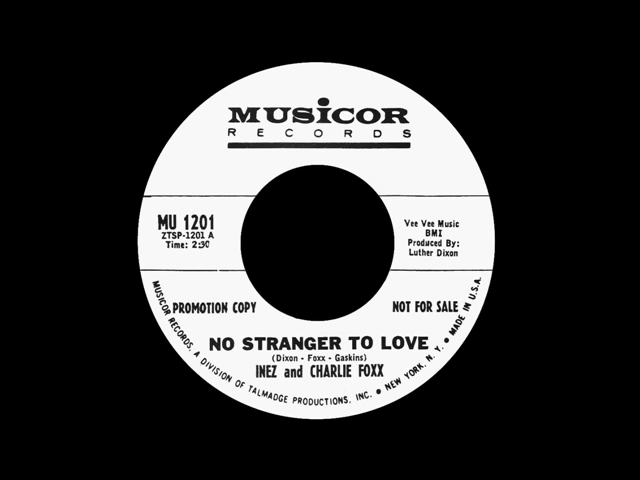 MUSICOR
RECORDS
MU 1201
ZTSP-1201 A
Time: 2:30
Vee Vee Music
BMI
Produced By:
Luther Dixon
PROMOTION COPY
NOT FOR SALE
NO STRANGER TO LOVE
(Dixon - Foxx - Gaskins)
INEZ and CHARLIE FOXX
MUSICOR RECORDS, A DIVISION OF TALMADGE PRODUCTIONS, INC. ● NEW YORK, N. Y. ● MADE IN U.S.A.